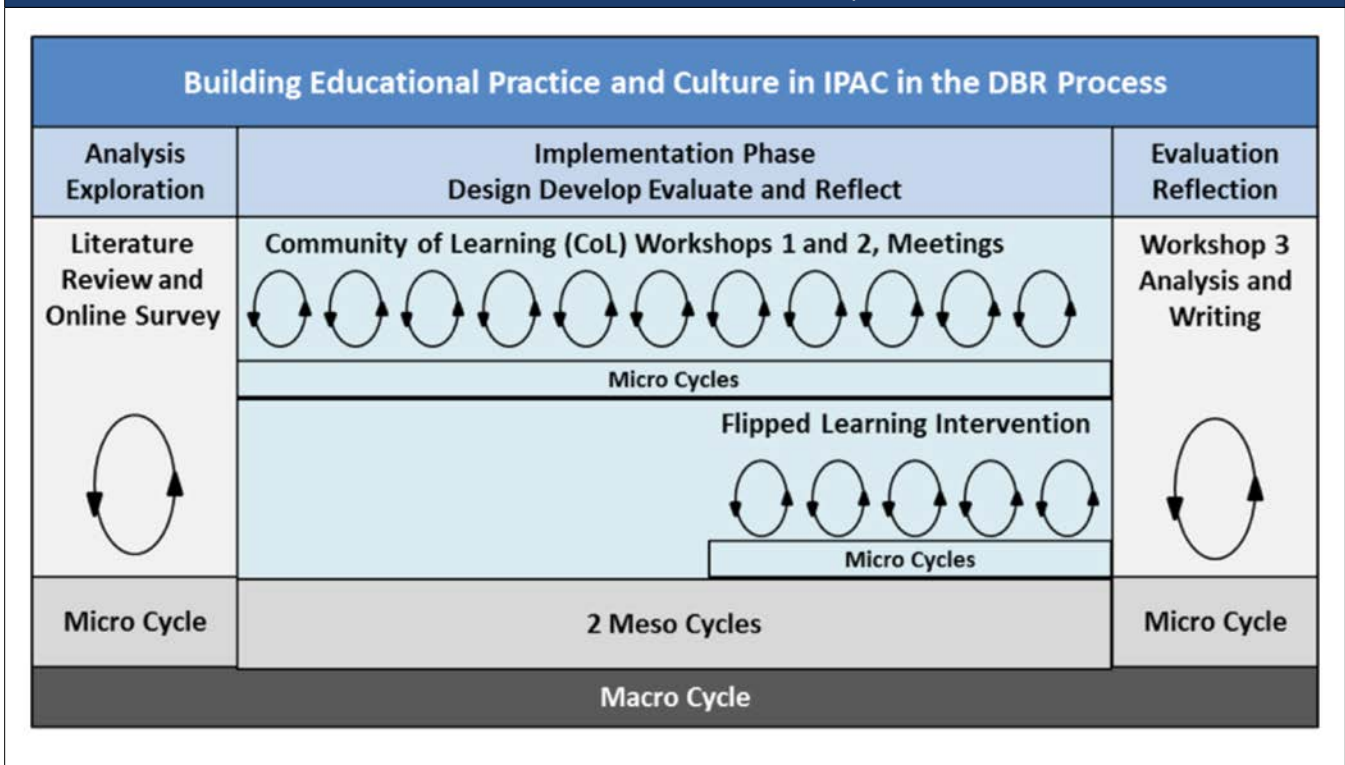 Building Educational Practice and Culture in IPAC in the DBR Process
Analysis
Exploration
Implementation Phase
Design Develop Evaluate and Reflect
Evaluation
Reflection
Literature
Review and
Online Survey
Community of Learning (CoL) Workshops 1 and 2, Meetings
Micro Cycles
Flipped Learning Intervention
Micro Cycles
Workshop 3
Analysis and
Writing
Micro Cycle
2 Meso Cycles
Micro Cycle
Macro Cycle